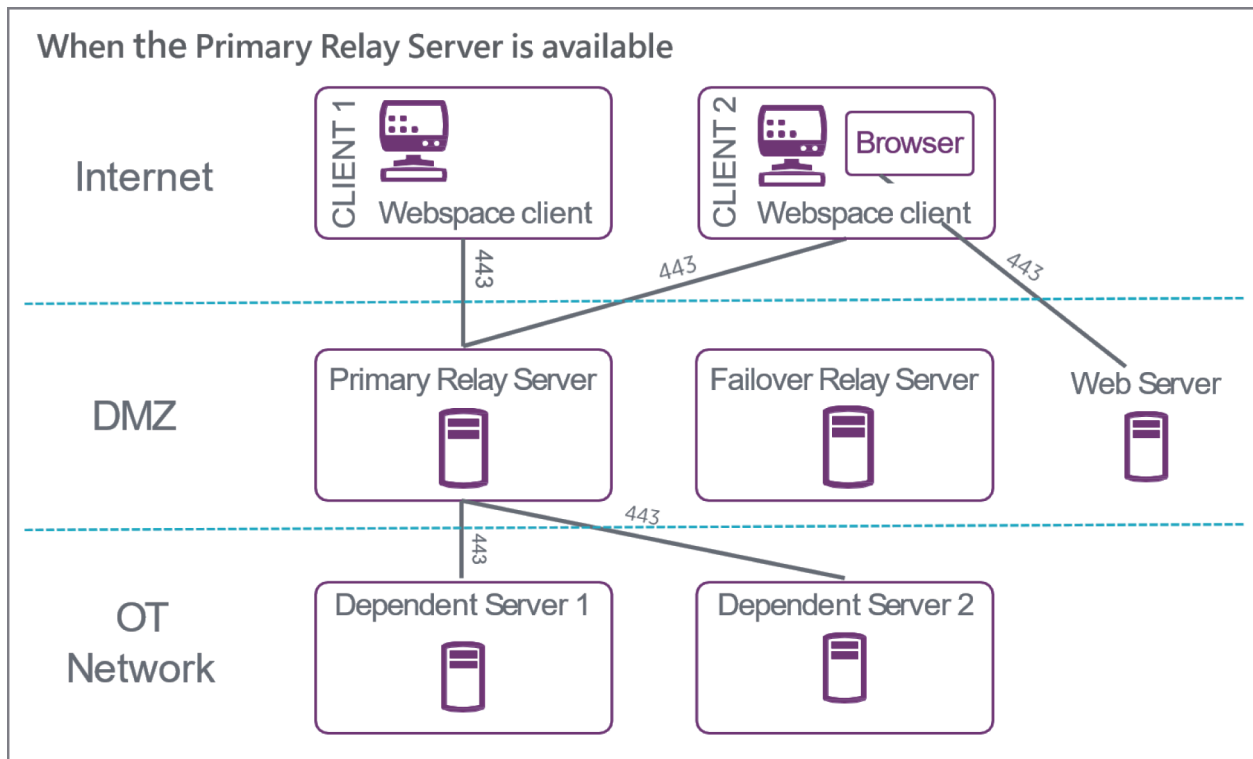 When the Primary Relay Server is available
Internet
CLIENT 1
Webspace client
CLIENT 2
Browser
Webspace client
443
443
443
DMZ
Primary Relay Server
Failover Relay Server
Web Server
443
443
OT
Network
Dependent Server 1
Dependent Server 2